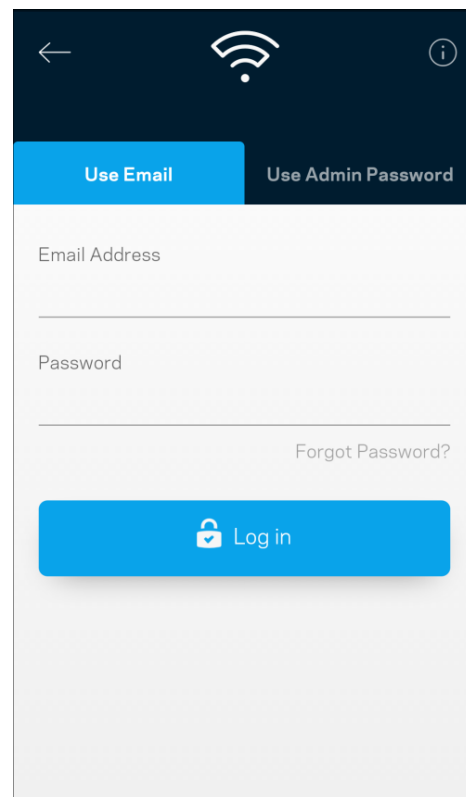 Use Email
Use Admin Password
Email Address
Password
Forgot Password?
Log in